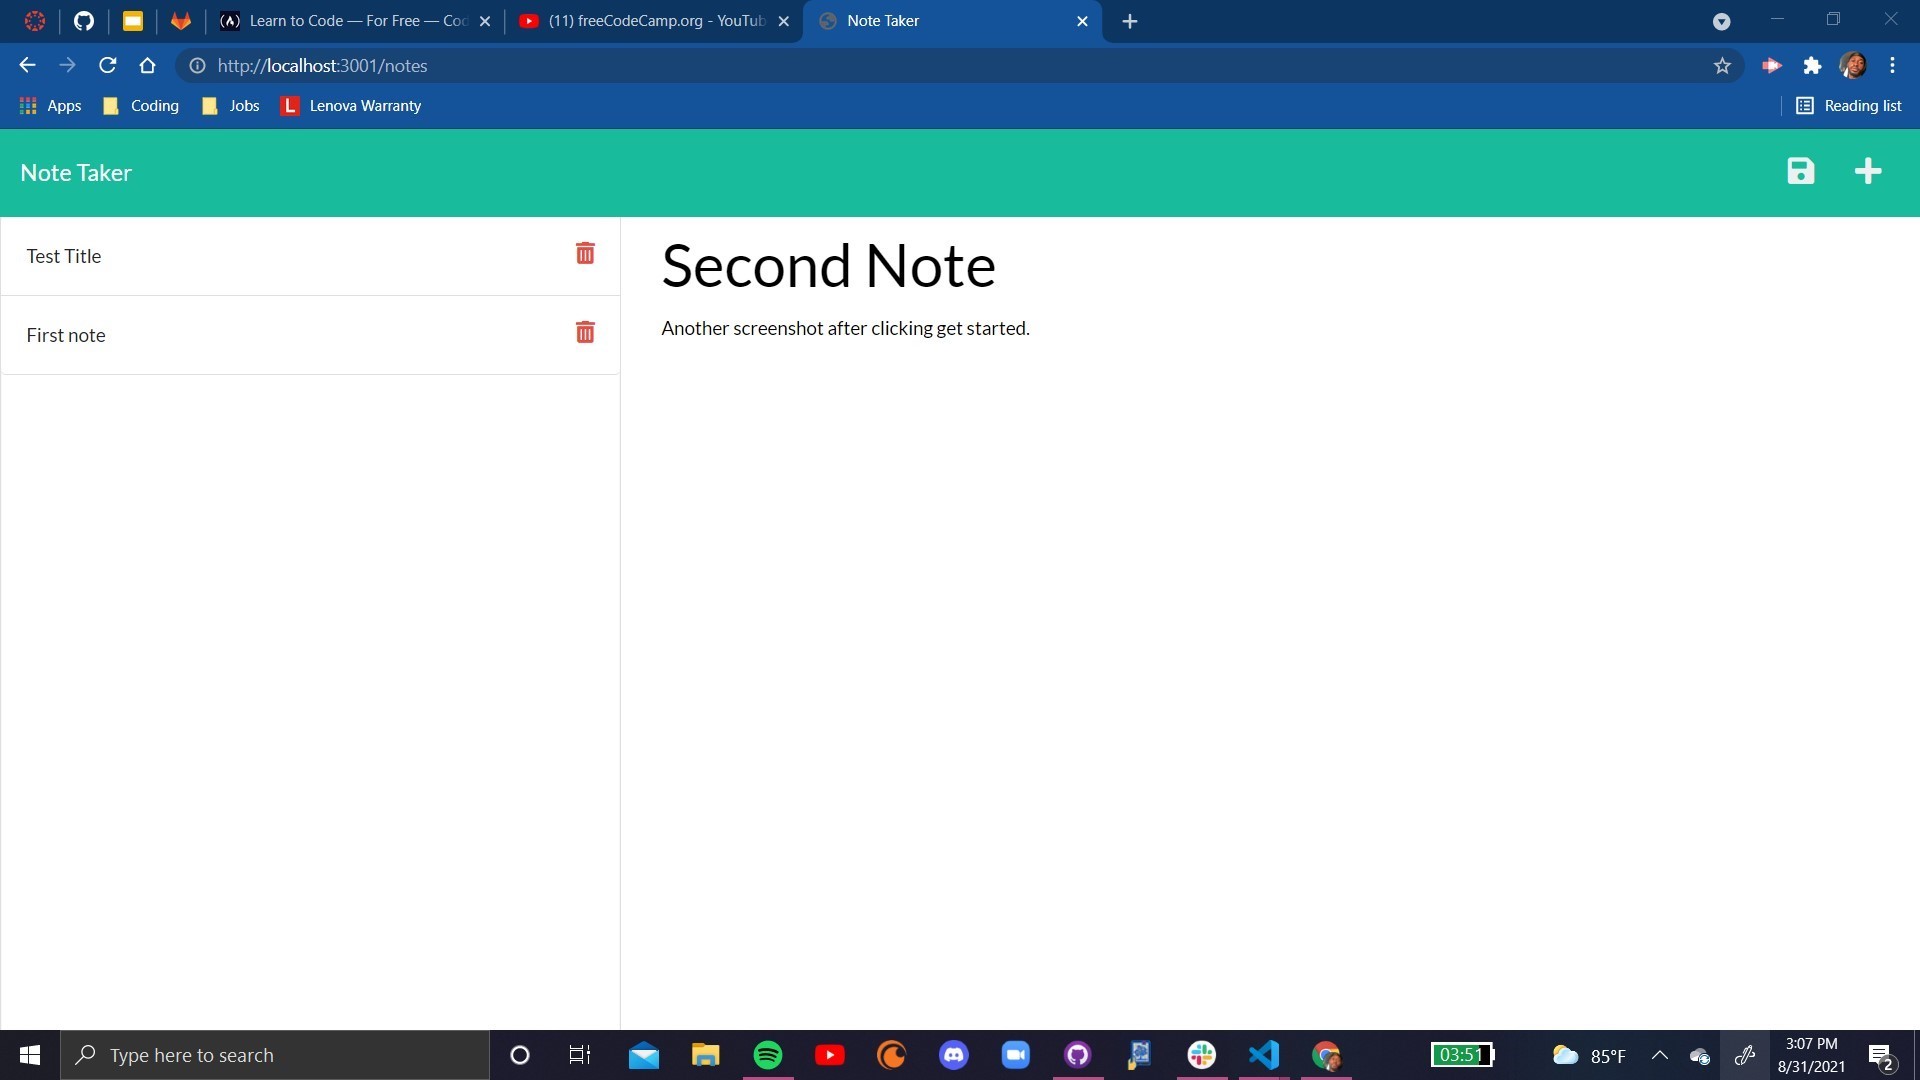 Learn to Code — For Free — Cod
(11) freeCodeCamp.org - YouTub
Note Taker
http://localhost:3001/notes
Apps
Coding
Jobs
L
Lenova Warranty
Reading list
Note Taker
Test Title
First note
Second Note
Another screenshot after clicking get started.
Type here to search
03:51
85°F
3:07 PM
8/31/2021
2